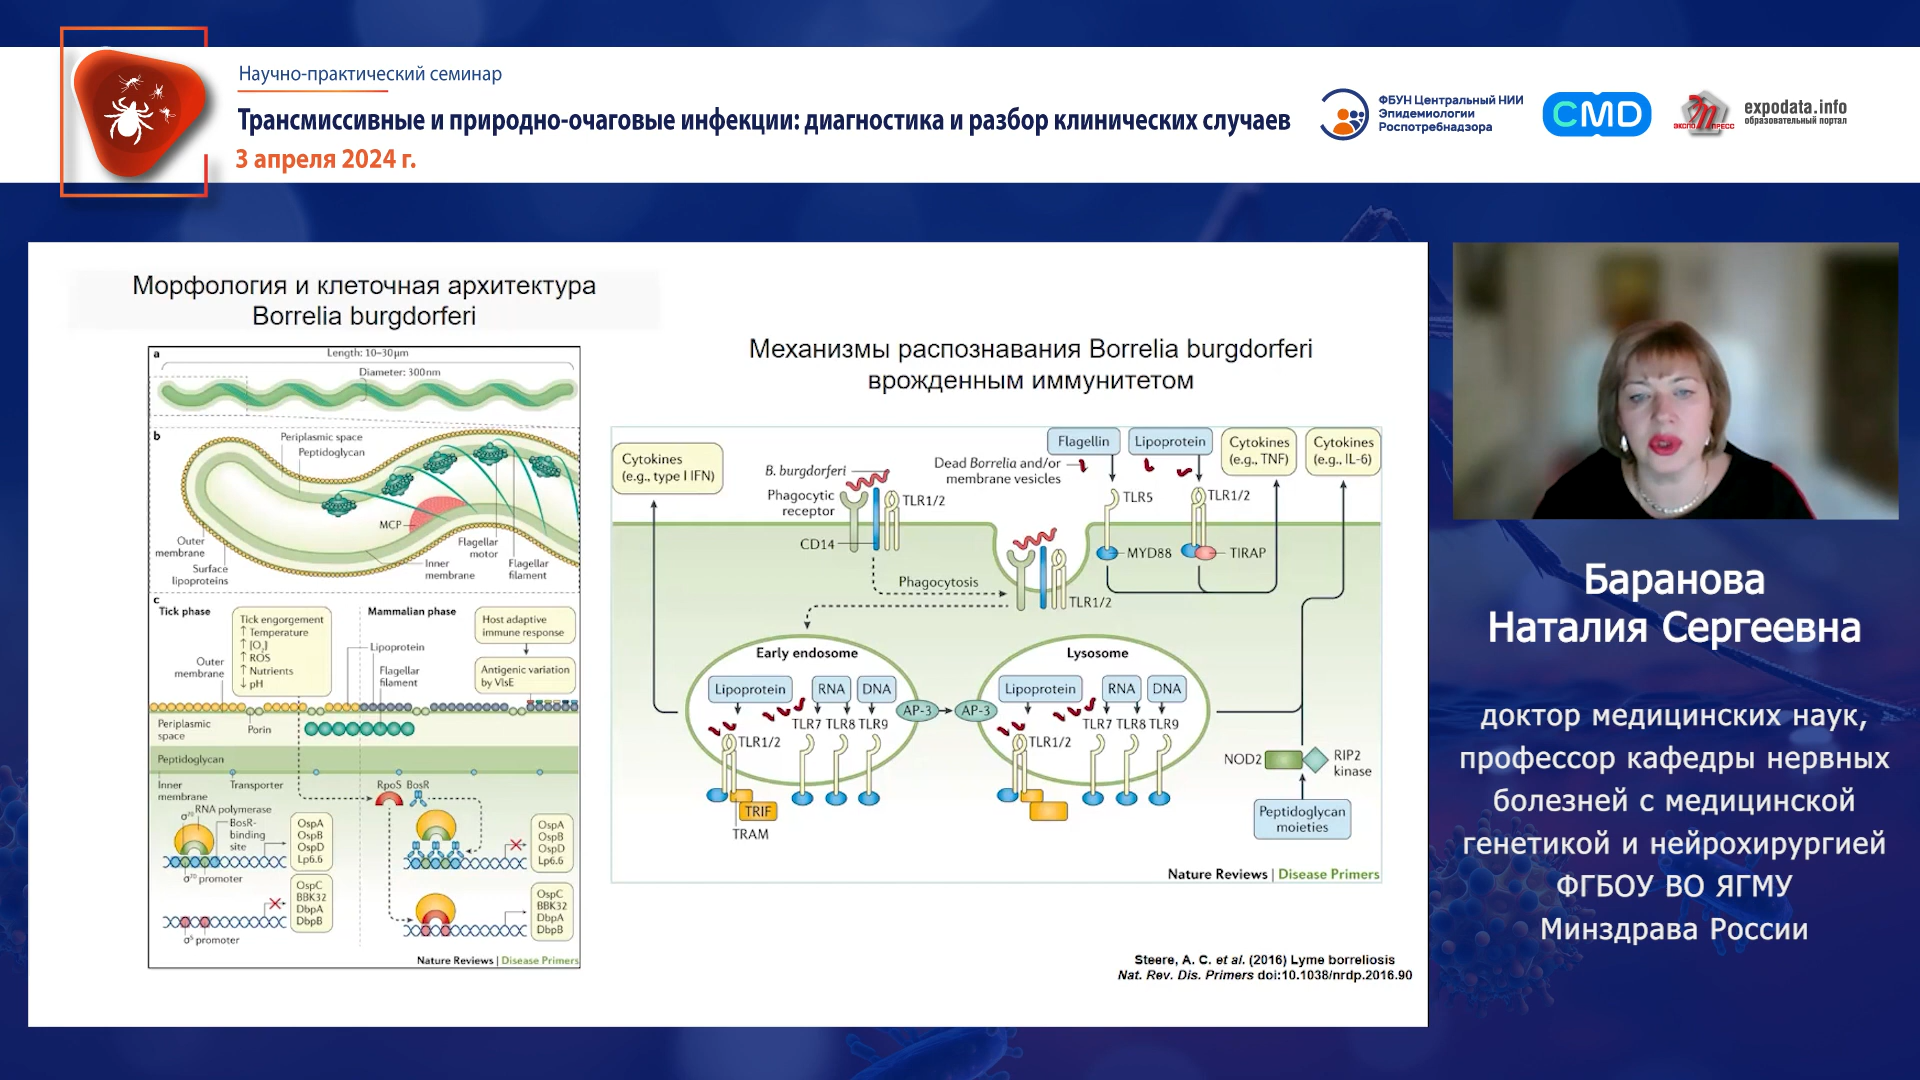 Научно-практический семинар
Трансмиссивные и природно-очаговые инфекции: диагностика и разбор клинических случаев
3 апреля 2024 г.
ФБУН Центральный НИИ
Эпидемиологии
Роспотребнадзора
CMD
ЭКСПО ПРЕСС
expodata.info
образовательный портал
Морфология и клеточная архитектура
Borrelia burgdorferi
a
Length: 10–30µm
Diameter: 300nm
b
Periplasmic space
Peptidoglycan
MCP
Outer
membrane
Surface
lipoproteins
Flagellar
motor
Inner
membrane
Flagellar
filament
c
Tick phase
Mammalian phase
Tick engorgement
↑ Temperature
↑ [O₂]
↑ ROS
↑ Nutrients
↓ pH
Host adaptive
immune response
Lipoprotein
Outer
membrane
Flagellar
filament
Antigenic variation
by VlsE
Periplasmic
space
Porin
Peptidoglycan
Inner
membrane
Transporter
RpoS BosR
RNA polymerase
σ⁷⁰
BosR-
binding
site
σ⁷⁰ promoter
OspA
OspB
OspD
Lp6.6
OspA
OspB
OspD
Lp6.6
OspC
BBK32
DbpA
DbpB
OspC
BBK32
DbpA
DbpB
σˢ promoter
Nature Reviews | Disease Primers
Механизмы распознавания Borrelia burgdorferi
врожденным иммунитетом
Cytokines
(e.g., type I IFN)
B. burgdorferi
Phagocytic
receptor
TLR1/2
CD14
Dead Borrelia and/or
membrane vesicles
Flagellin
Lipoprotein
Cytokines
(e.g., TNF)
Cytokines
(e.g., IL-6)
TLR5
TLR1/2
MYD88
TIRAP
Phagocytosis
TLR1/2
Early endosome
Lipoprotein
RNA
DNA
TLR7 TLR8 TLR9
TLR1/2
TRIF
TRAM
AP-3
AP-3
Lysosome
Lipoprotein
RNA
DNA
TLR7 TLR8 TLR9
TLR1/2
NOD2
RIP2
kinase
Peptidoglycan
moieties
Nature Reviews | Disease Primers
Steere, A. C. et al. (2016) Lyme borreliosis
Nat. Rev. Dis. Primers doi:10.1038/nrdp.2016.90
Баранова
Наталия Сергеевна
доктор медицинских наук,
профессор кафедры нервных
болезней с медицинской
генетикой и нейрохирургией
ФГБОУ ВО ЯГМУ
Минздрава России